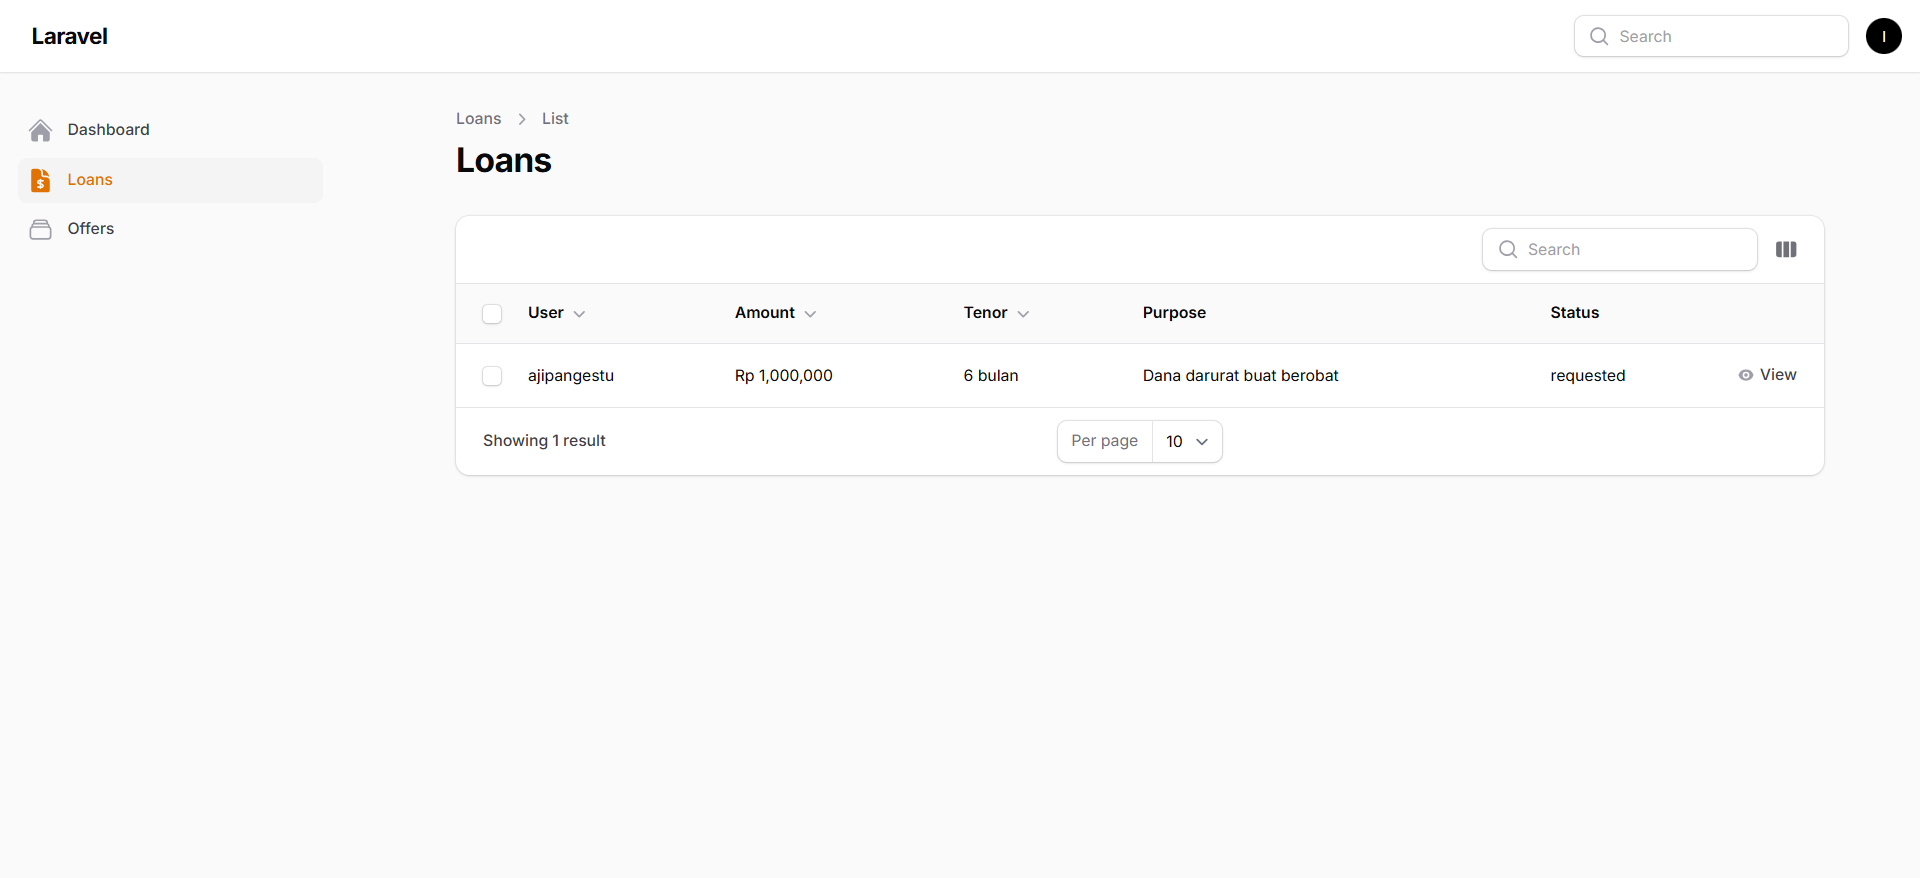 Laravel
Search
I
Dashboard
Loans
Offers
Loans > List
Loans
Search
User Amount Tenor Purpose Status
ajipangestu Rp 1,000,000 6 bulan Dana darurat buat berobat requested View
Showing 1 result Per page 10